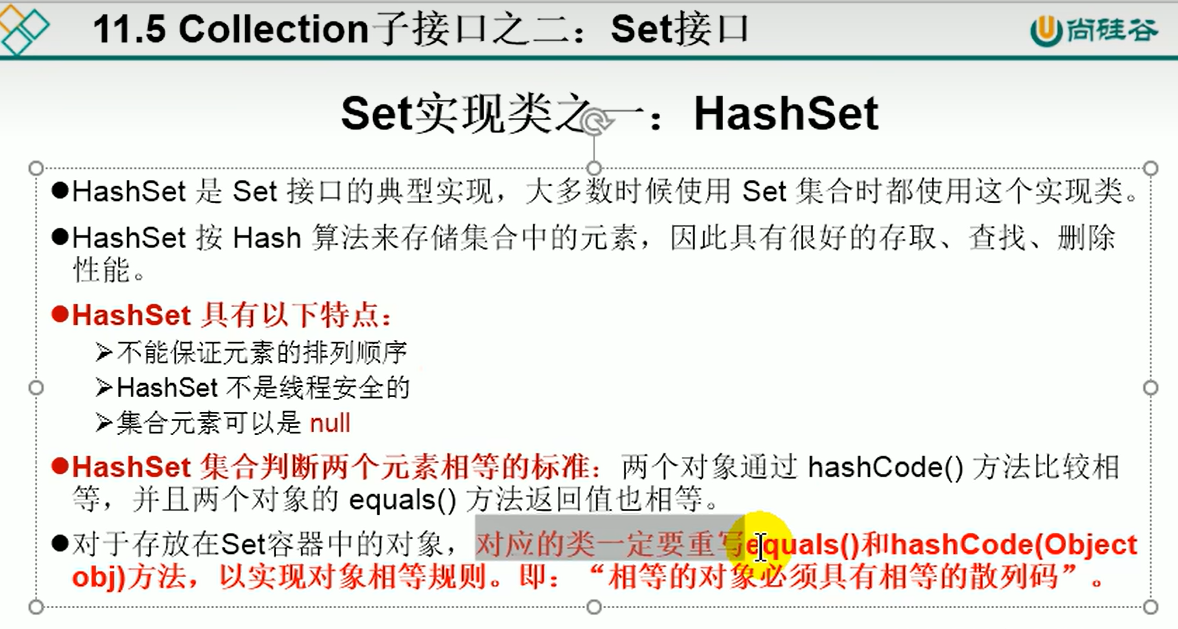 11.5 Collection子接口之二：Set接口
尚硅谷
Set实现类之一：HashSet
●HashSet 是 Set 接口的典型实现，大多数时候使用 Set 集合时都使用这个实现类。
●HashSet 按 Hash 算法来存储集合中的元素，因此具有很好的存取、查找、删除
性能。
●HashSet 具有以下特点：
➢不能保证元素的排列顺序
➢HashSet 不是线程安全的
➢集合元素可以是 null
●HashSet 集合判断两个元素相等的标准：两个对象通过 hashCode() 方法比较相
等，并且两个对象的 equals() 方法返回值也相等。
●对于存放在Set容器中的对象，对应的类一定要重写equals()和hashCode(Object
obj)方法，以实现对象相等规则。即：“相等的对象必须具有相等的散列码”。